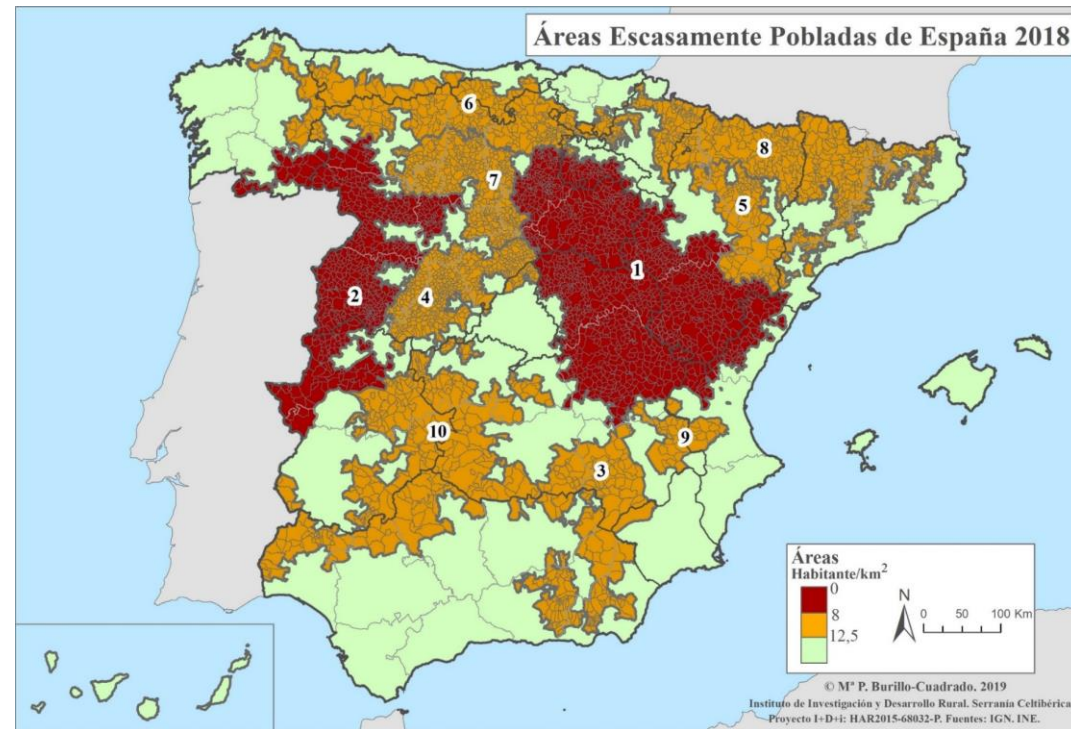 Áreas Escasamente Pobladas de España 2018
6
8
7
5
1
2
4
10
9
3
Áreas
Habitante/km²
0
8
12,5
N
0 50 100 Km
© Mª P. Burillo-Cuadrado. 2019
Instituto de Investigación y Desarrollo Rural. Serranía Celtibérica
Proyecto I+D+i: HAR2015-68032-P. Fuentes: IGN. INE.